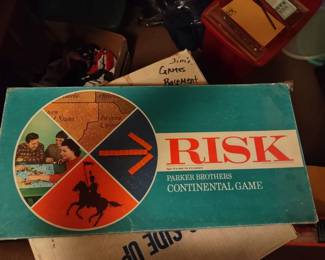 Jim's
Games
Basement
RISK
PARKER BROTHERS
CONTINENTAL GAME
SIDE UP